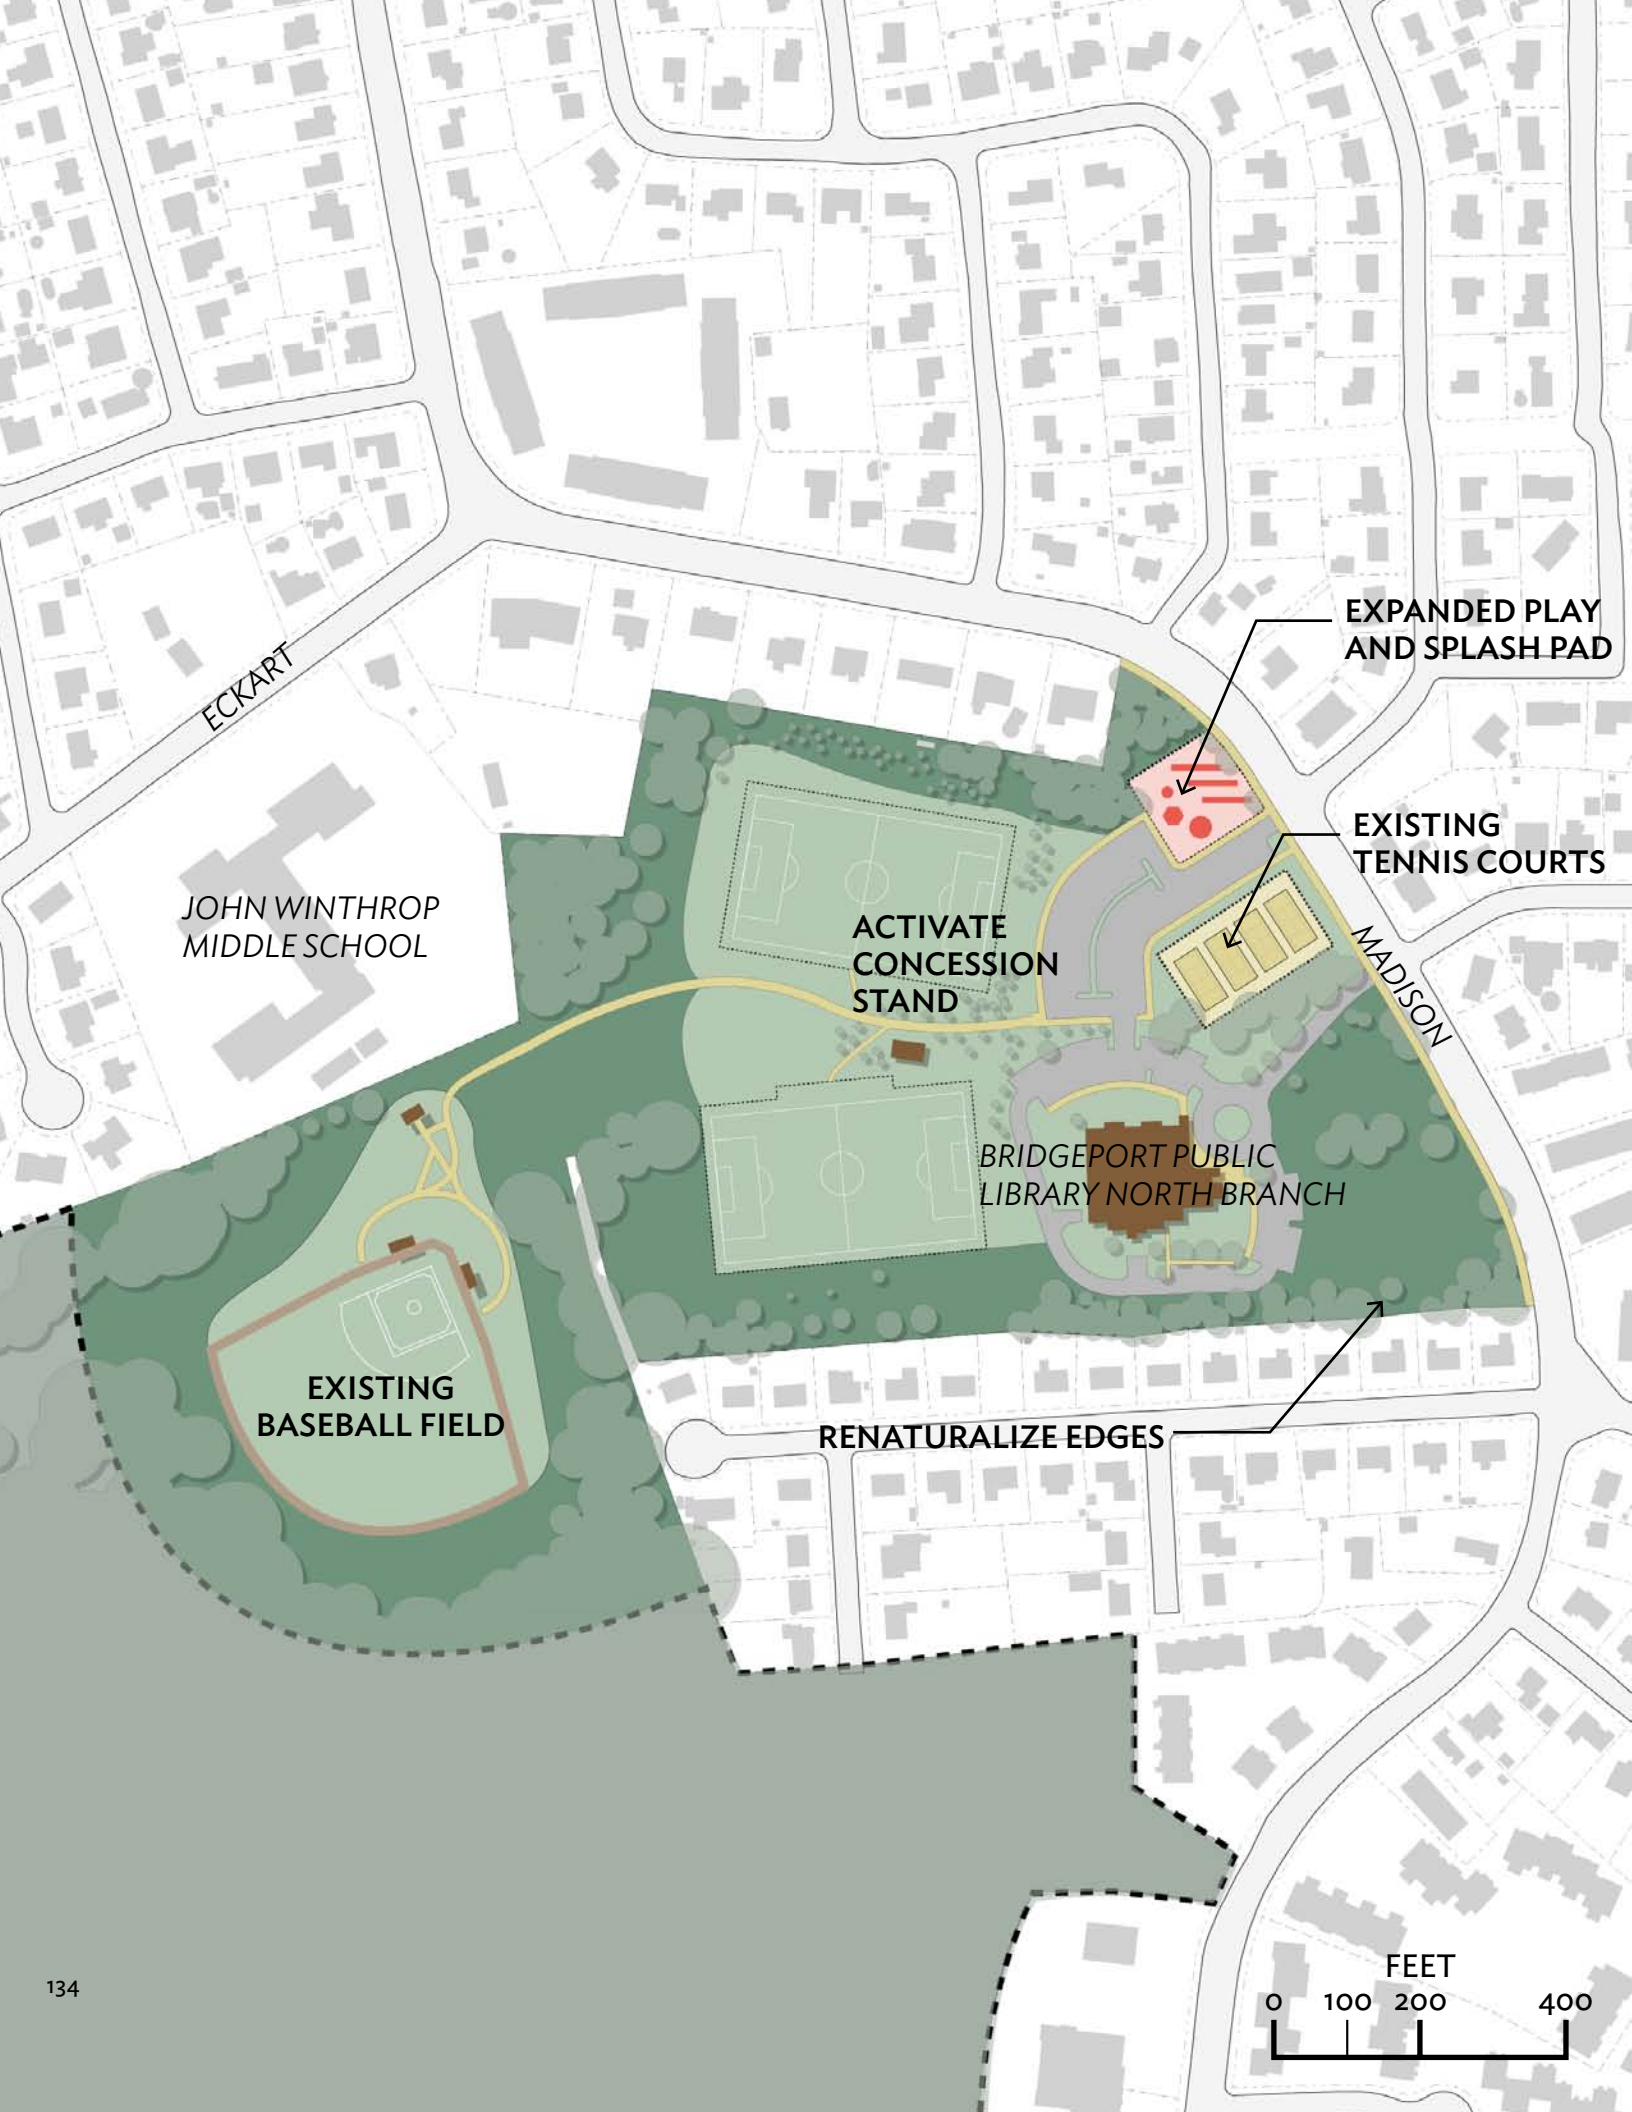 EXPANDED PLAY
AND SPLASH PAD
ECKART
EXISTING
TENNIS COURTS
JOHN WINTHROP
MIDDLE SCHOOL
ACTIVATE
CONCESSION
STAND
MADISON
BRIDGEPORT PUBLIC
LIBRARY NORTH BRANCH
EXISTING
BASEBALL FIELD
RENATURALIZE EDGES
134
FEET
0 100 200 400